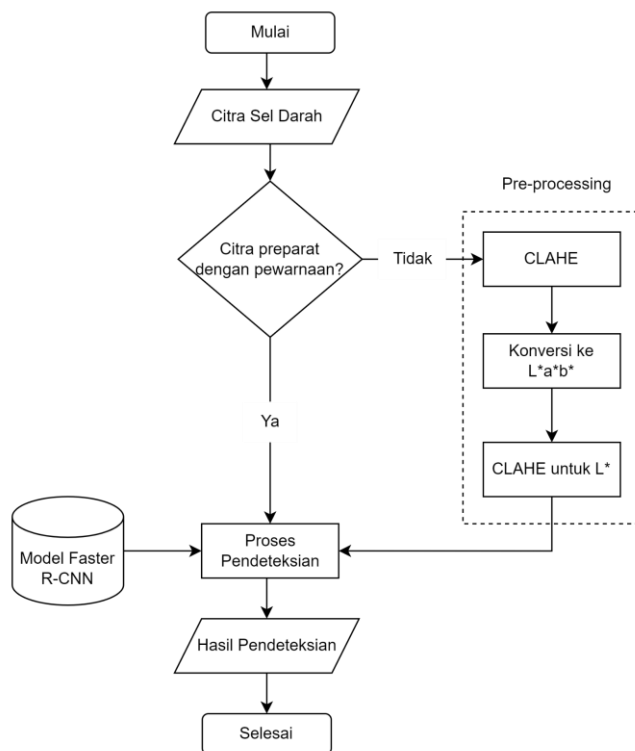 Mulai
Citra Sel Darah
Pre-processing
Citra preparat
dengan pewarnaan?
Tidak
CLAHE
Konversi ke
L*a*b*
Ya
CLAHE untuk L*
Model Faster
R-CNN
Proses
Pendeteksian
Hasil Pendeteksian
Selesai